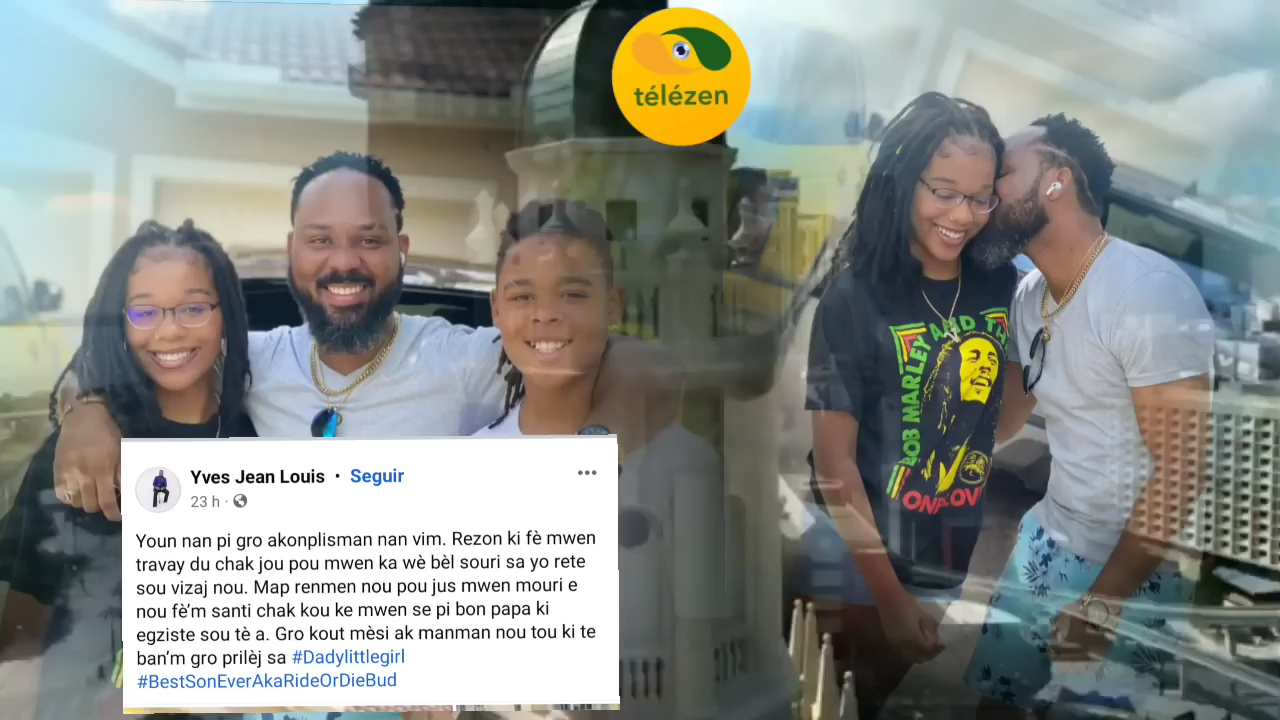 télézen
BOB MARLEY AND
ONE LOV
Yves Jean Louis · Seguir
23 h ·
Youn nan pi gro akonplisman nan vim. Rezon ki fè mwen
travay du chak jou pou mwen ka wè bèl souri sa yo rete
sou vizaj nou. Map renmen nou pou jus mwen mouri e
nou fè'm santi chak kou ke mwen se pi bon papa ki
egziste sou tè a. Gro kout mèsi ak manman nou tou ki te
ban'm gro prilèj sa #Dadylittlegirl
#BestSonEverAkaRideOrDieBud